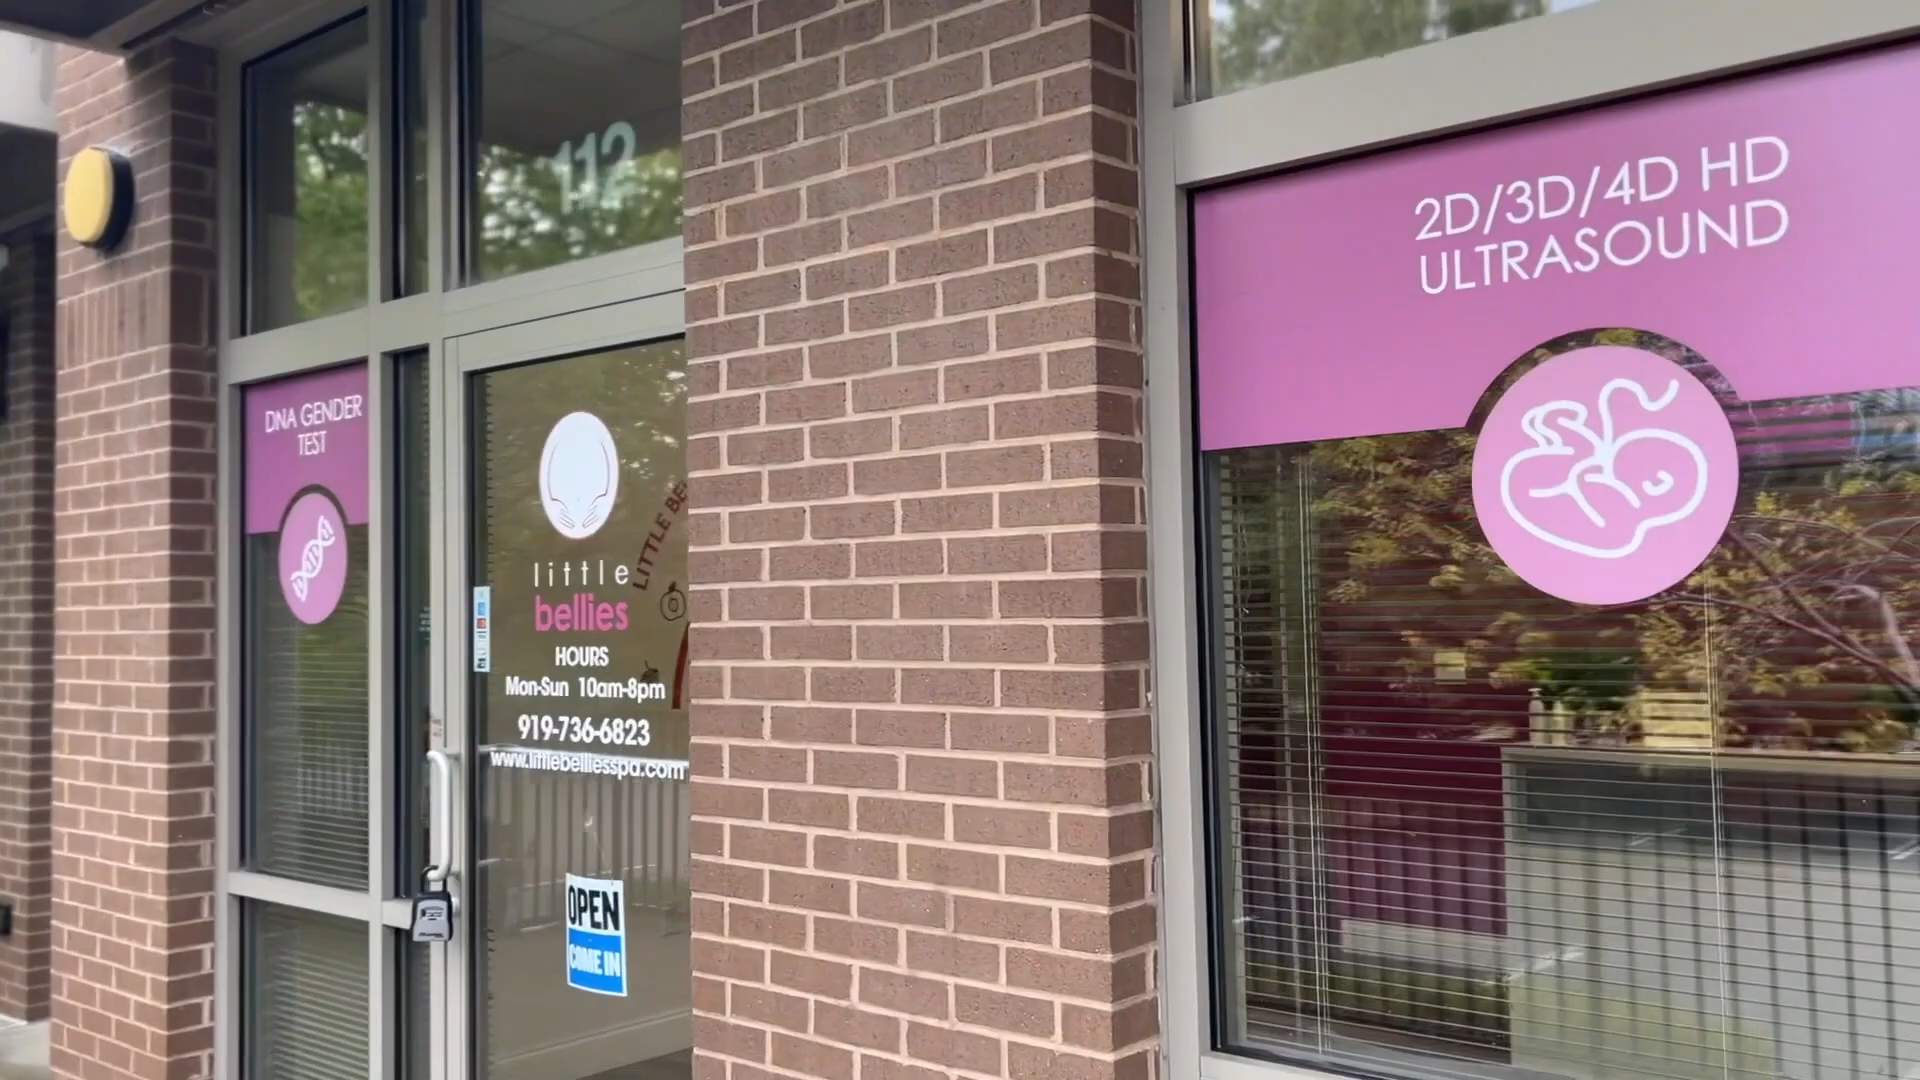 112
DNA GENDER
TEST
little
bellies
HOURS
Mon-Sun 10am-8pm
919-736-6823
www.littlebelliesspa.com
LITTLE
OPEN
COME IN
2D/3D/4D HD
ULTRASOUND